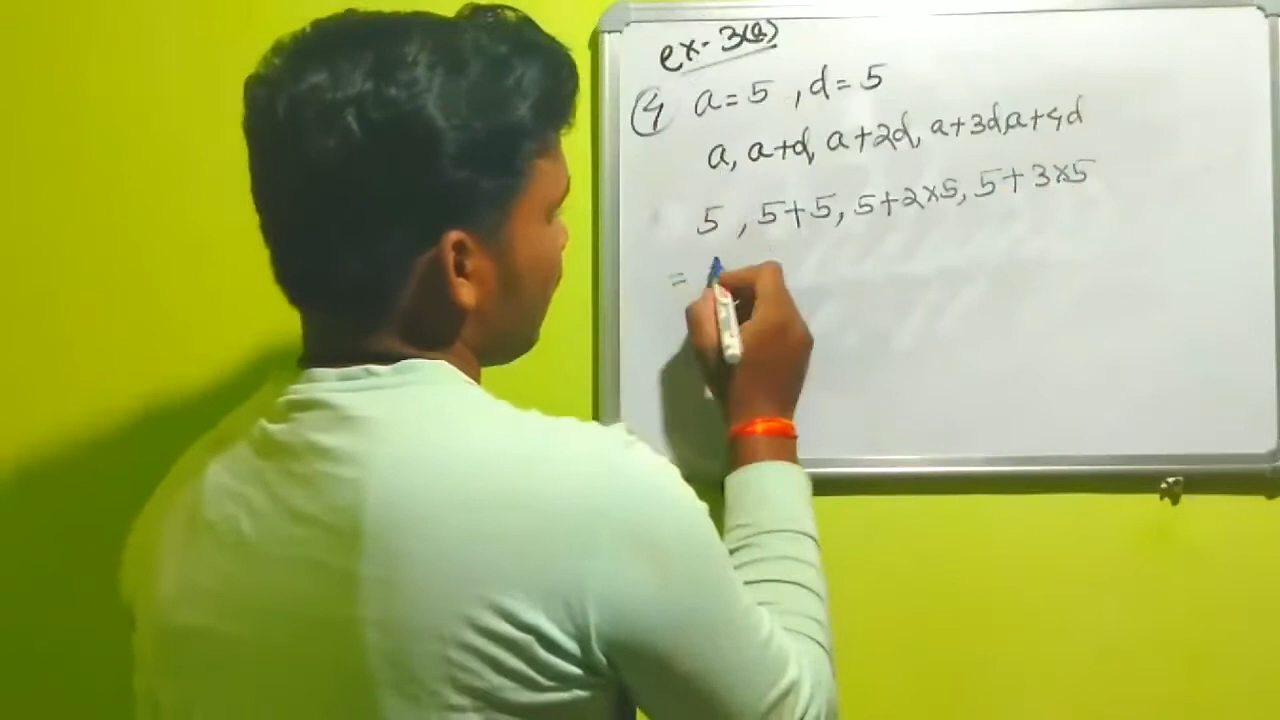 ex- 3(a)
④ a = 5 , d = 5
a, a+d, a+2d, a+3d, a+4d
5 , 5+5, 5+2×5, 5+3×5
=